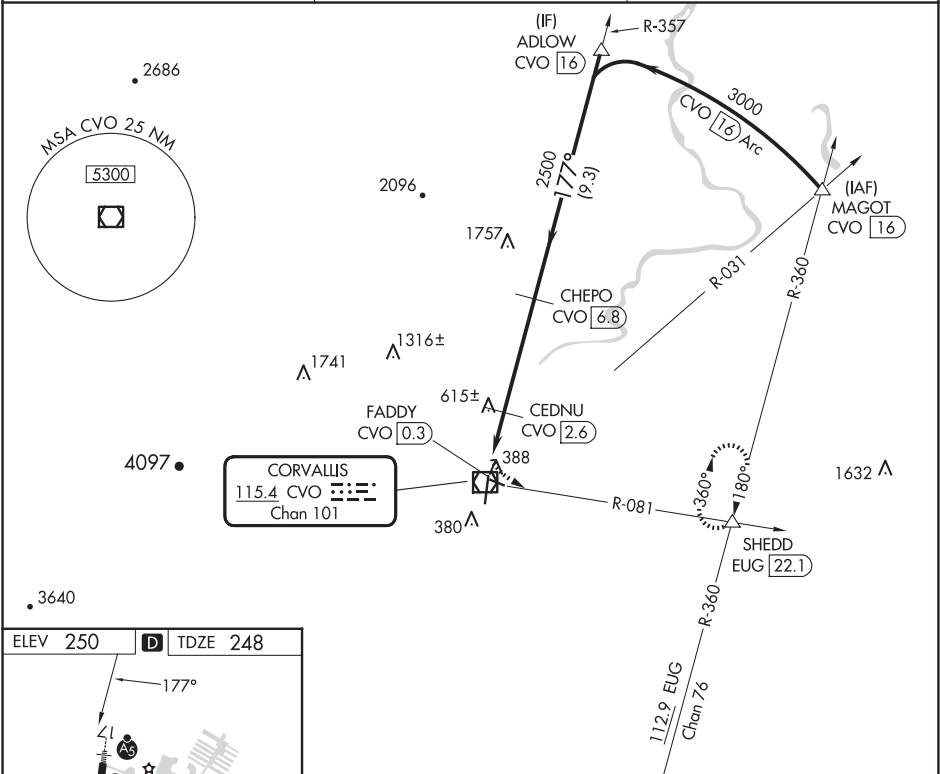 (IF)
ADLOW
CVO 16
R-357
2686
MSA CVO 25 NM
5300
3000
CVO 16 Arc
2500
177°
(9.3)
2096
(IAF)
MAGOT
CVO 16
1757
R-031
R-360
CHEPO
CVO 6.8
1316±
1741
615±
CEDNU
CVO 2.6
FADDY
CVO 0.3
388
4097
CORVALLIS
115.4 CVO
Chan 101
1632
360°
180°
R-081
380
SHEDD
EUG 22.1
3640
R-360
ELEV 250
D
TDZE 248
177°
112.9 EUG
Chan 76
17
A5